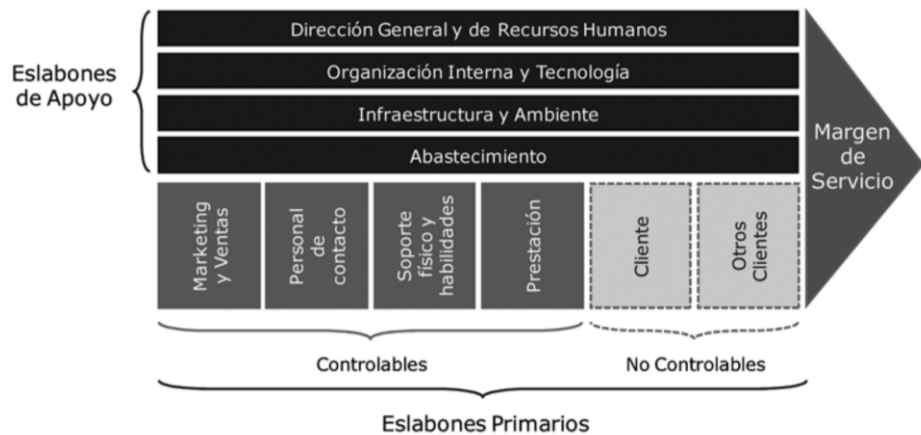 Eslabones
de Apoyo
Dirección General y de Recursos Humanos
Organización Interna y Tecnología
Infraestructura y Ambiente
Abastecimiento
Margen
de
Servicio
Marketing
y Ventas
Personal
de
contacto
Soporte
físico y
habilidades
Prestación
Cliente
Otros
Clientes
Controlables
No Controlables
Eslabones Primarios